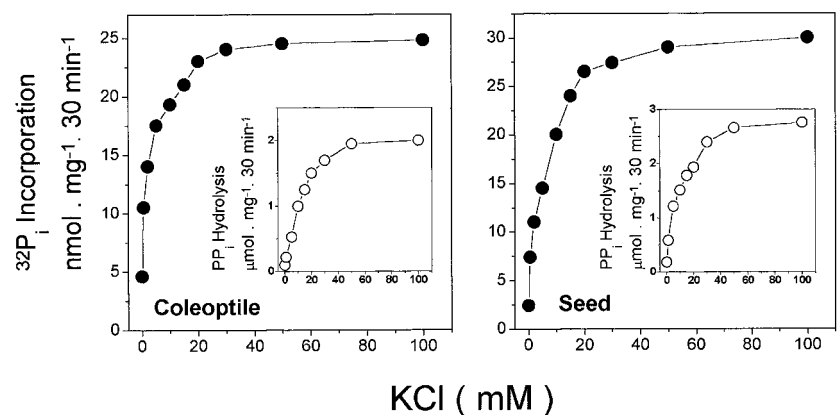 ³²Pᵢ Incorporation
nmol . mg⁻¹. 30 min⁻¹
25
20
15
10
5
0
0 20 40 60 80 100
Coleoptile
PPᵢ Hydrolysis
μmol . mg⁻¹. 30 min⁻¹
2
1
0
0 20 40 60 80 100
30
25
20
15
10
5
0
0 20 40 60 80 100
Seed
PPᵢ Hydrolysis
μmol . mg⁻¹. 30 min⁻¹
3
2
1
0
0 20 40 60 80 100
KCl ( mM )